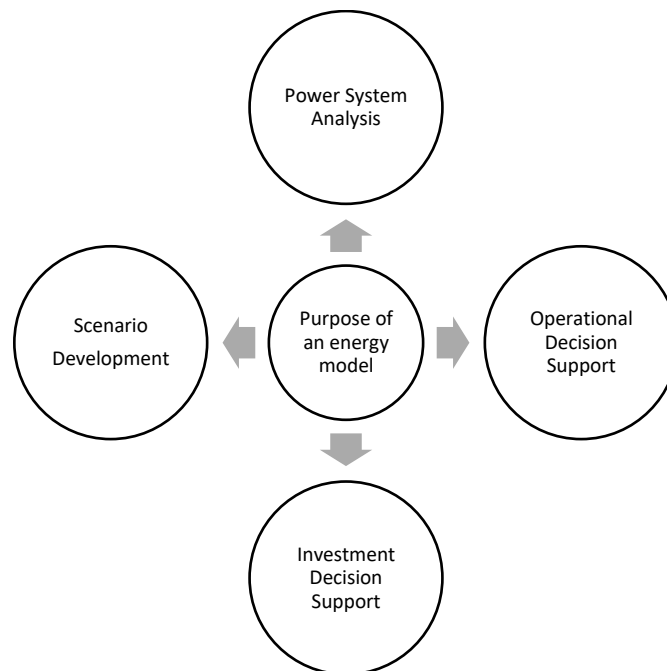 Power System
Analysis
Scenario
Development
Purpose of
an energy
model
Operational
Decision
Support
Investment
Decision
Support